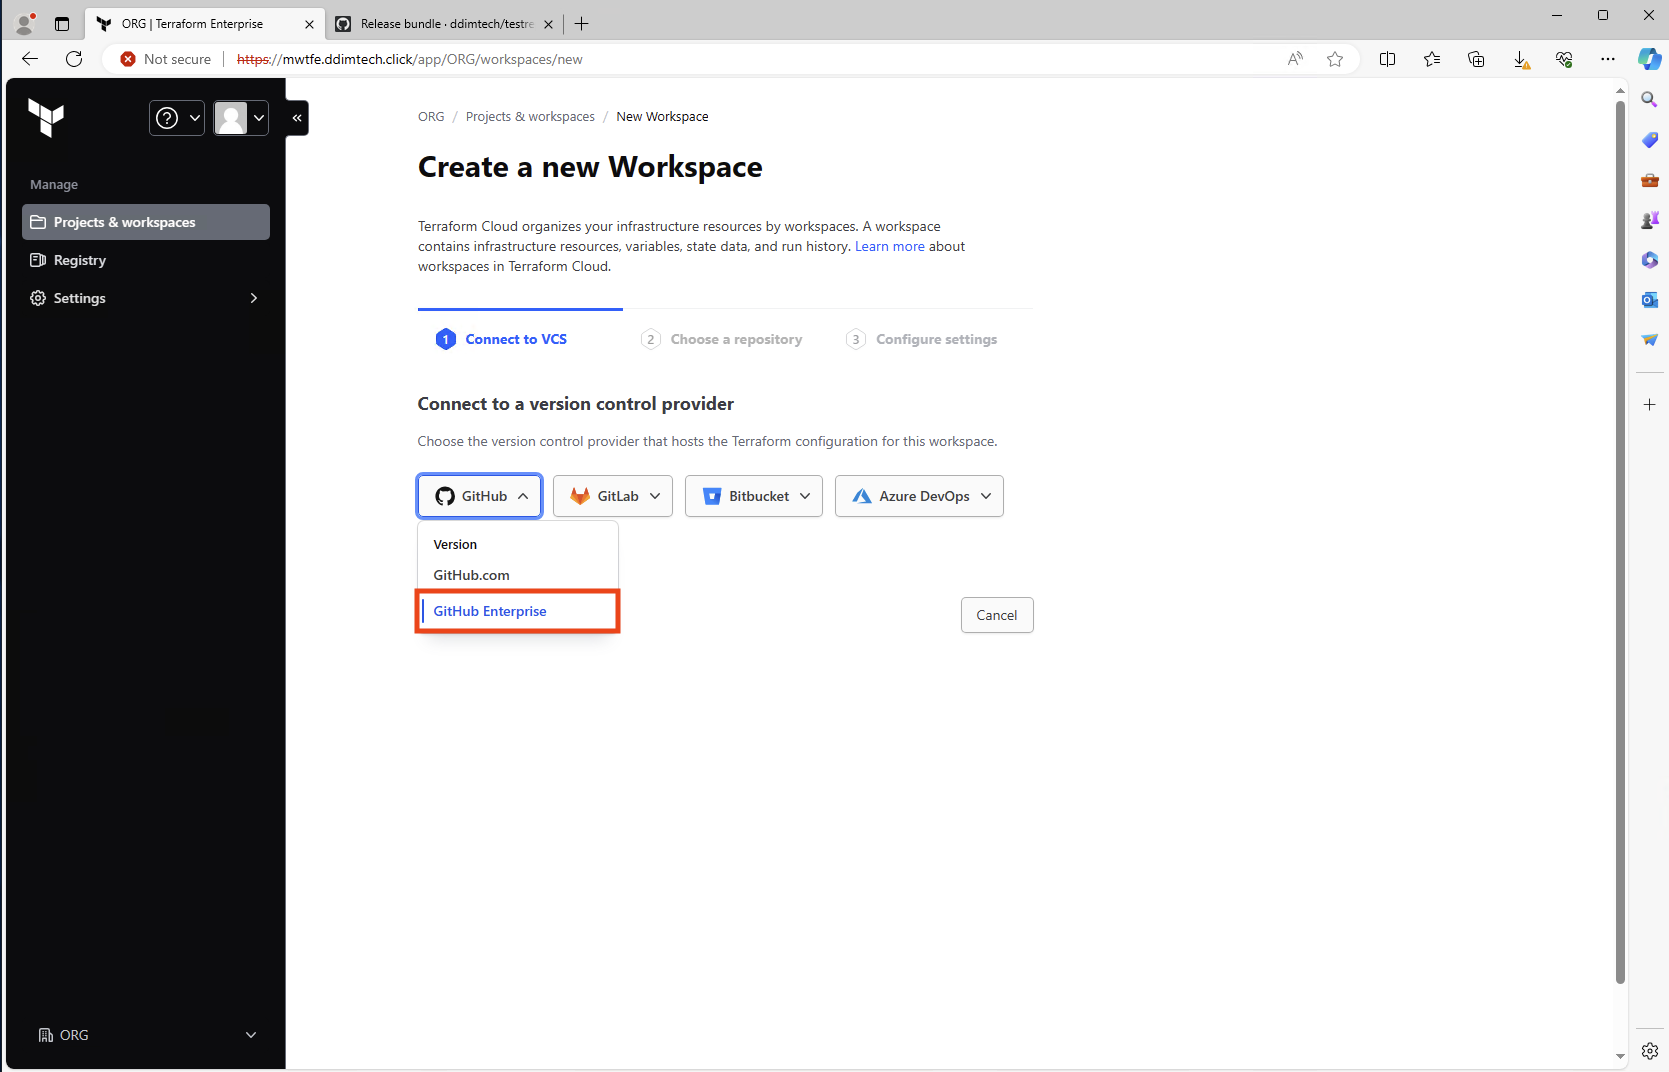 ORG | Terraform Enterprise
Release bundle · ddimtech/testre
Not secure
https://mwtfe.ddimtech.click/app/ORG/workspaces/new
ORG / Projects & workspaces / New Workspace
Create a new Workspace
Manage
Projects & workspaces
Registry
Settings
Terraform Cloud organizes your infrastructure resources by workspaces. A workspace
contains infrastructure resources, variables, state data, and run history. Learn more about
workspaces in Terraform Cloud.
1 Connect to VCS
2 Choose a repository
3 Configure settings
Connect to a version control provider
Choose the version control provider that hosts the Terraform configuration for this workspace.
GitHub
GitLab
Bitbucket
Azure DevOps
Version
GitHub.com
GitHub Enterprise
Cancel
ORG